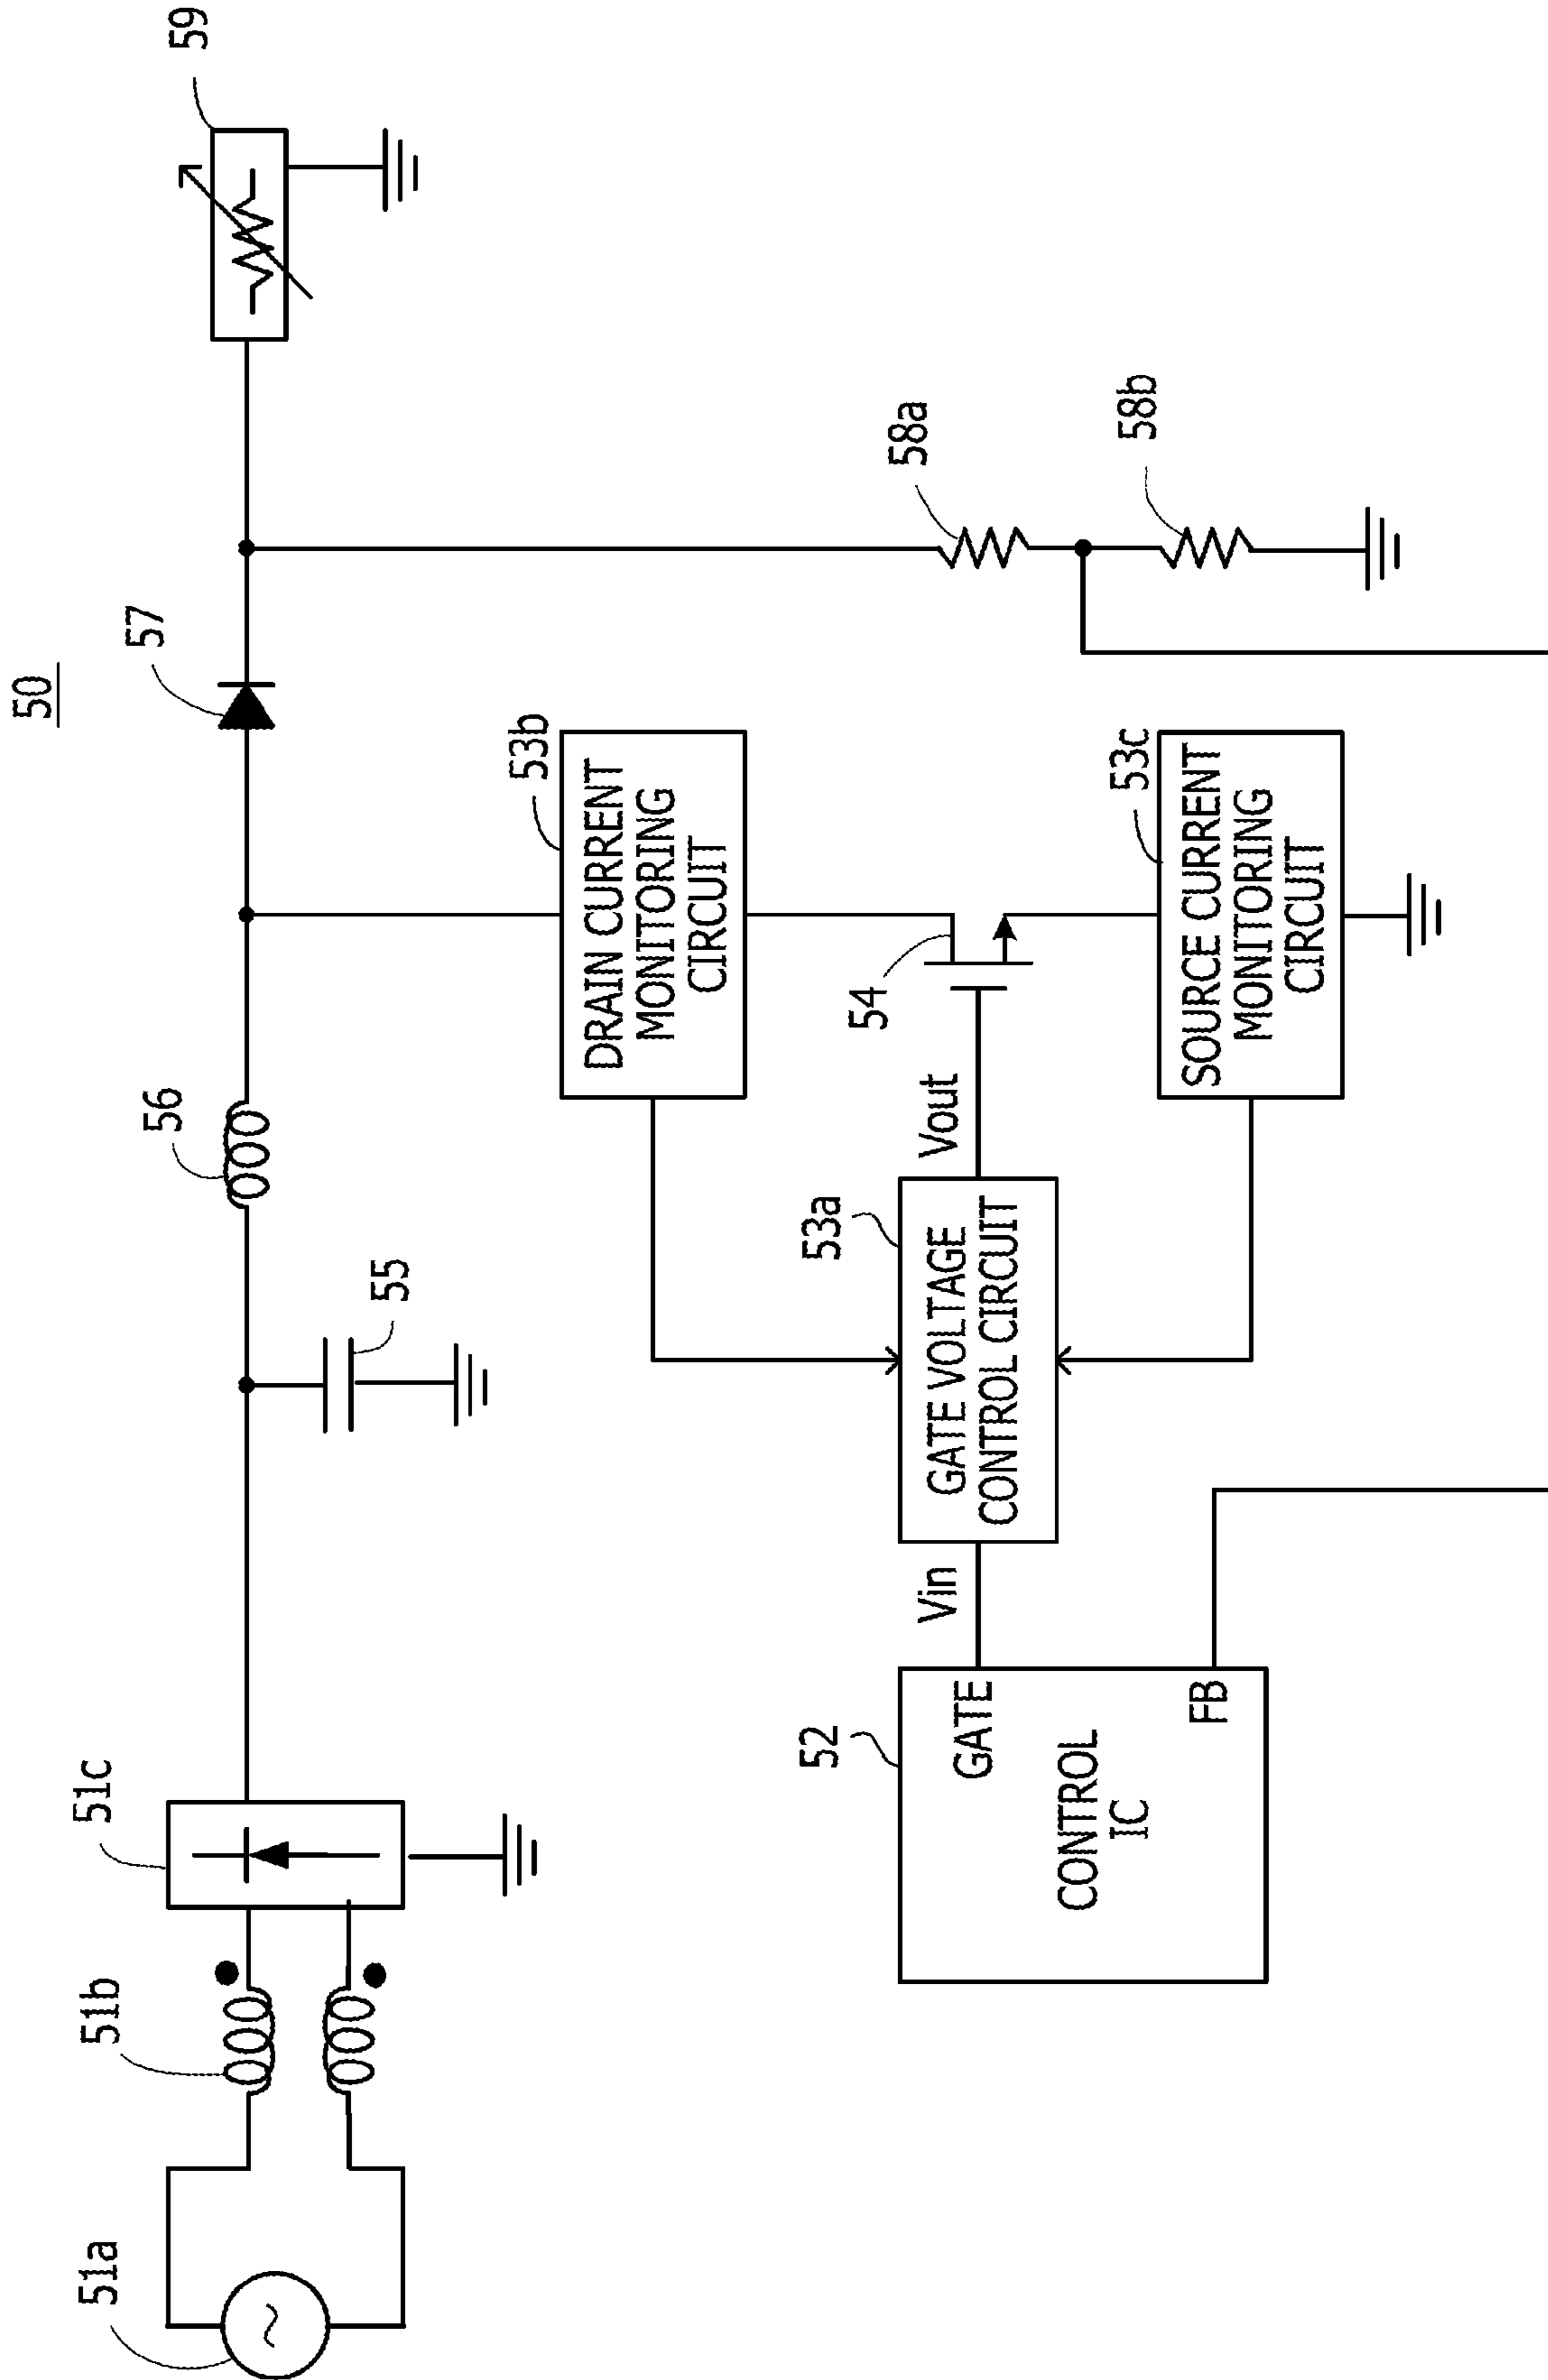 50
51a
51b
51c
55
56
57
59
53b
DRAIN CURRENT
MONITORING
CIRCUIT
58a
58b
54
52
GATE
CONTROL
IC
FB
Vin
53a
GATE VOLTAGE
CONTROL CIRCUIT
Vout
53c
SOURCE CURRENT
MONITORING
CIRCUIT